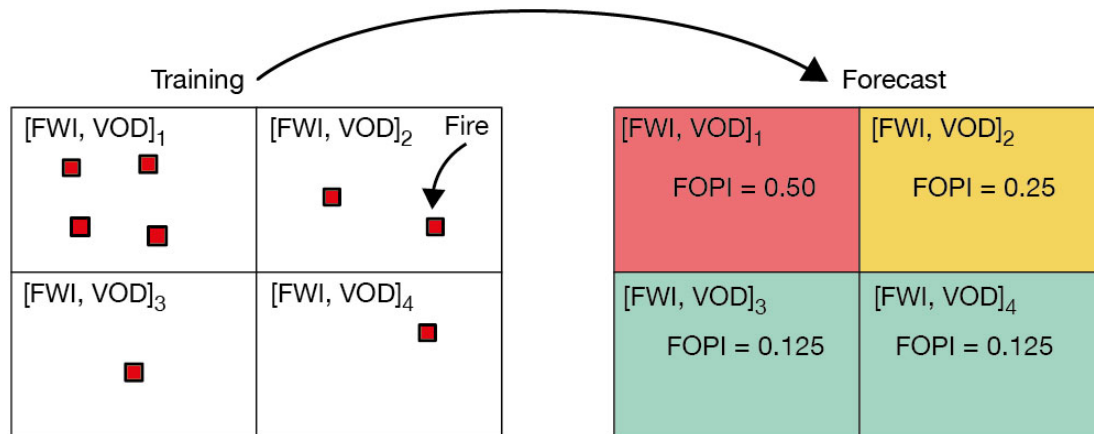 Training
Forecast
[FWI, VOD]1
[FWI, VOD]2
Fire
[FWI, VOD]3
[FWI, VOD]4
[FWI, VOD]1
FOPI = 0.50
[FWI, VOD]2
FOPI = 0.25
[FWI, VOD]3
FOPI = 0.125
[FWI, VOD]4
FOPI = 0.125